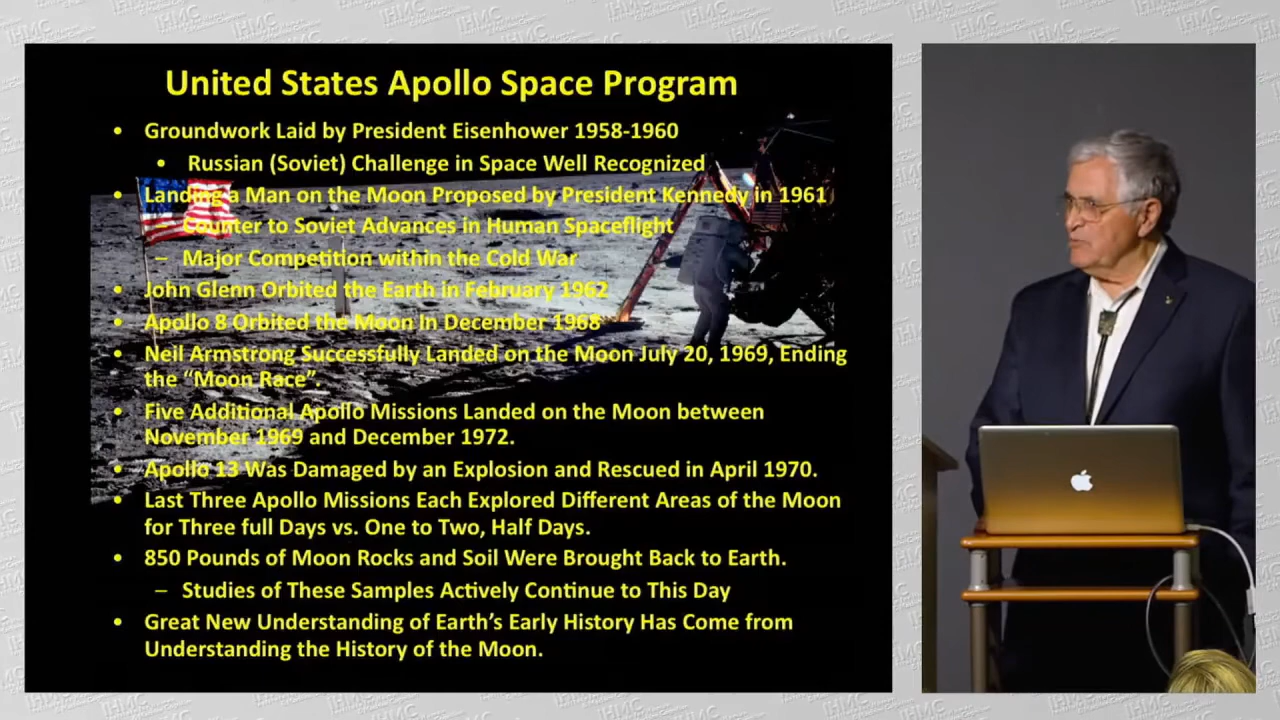 United States Apollo Space Program
• Groundwork Laid by President Eisenhower 1958-1960
• Russian (Soviet) Challenge in Space Well Recognized
• Landing a Man on the Moon Proposed by President Kennedy in 1961
– Counter to Soviet Advances in Human Spaceflight
– Major Competition within the Cold War
• John Glenn Orbited the Earth in February 1962
• Apollo 8 Orbited the Moon In December 1968
• Neil Armstrong Successfully Landed on the Moon July 20, 1969, Ending
the “Moon Race”.
• Five Additional Apollo Missions Landed on the Moon between
November 1969 and December 1972.
• Apollo 13 Was Damaged by an Explosion and Rescued in April 1970.
• Last Three Apollo Missions Each Explored Different Areas of the Moon
for Three full Days vs. One to Two, Half Days.
• 850 Pounds of Moon Rocks and Soil Were Brought Back to Earth.
– Studies of These Samples Actively Continue to This Day
• Great New Understanding of Earth’s Early History Has Come from
Understanding the History of the Moon.
ihmc